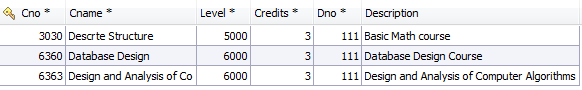 Cno * Cname * Level * Credits * Dno * Description
3030 Descrte Structure 5000 3 111 Basic Math course
6360 Database Design 6000 3 111 Database Design Course
6363 Design and Analysis of Co 6000 3 111 Design and Analysis of Computer Algorithms